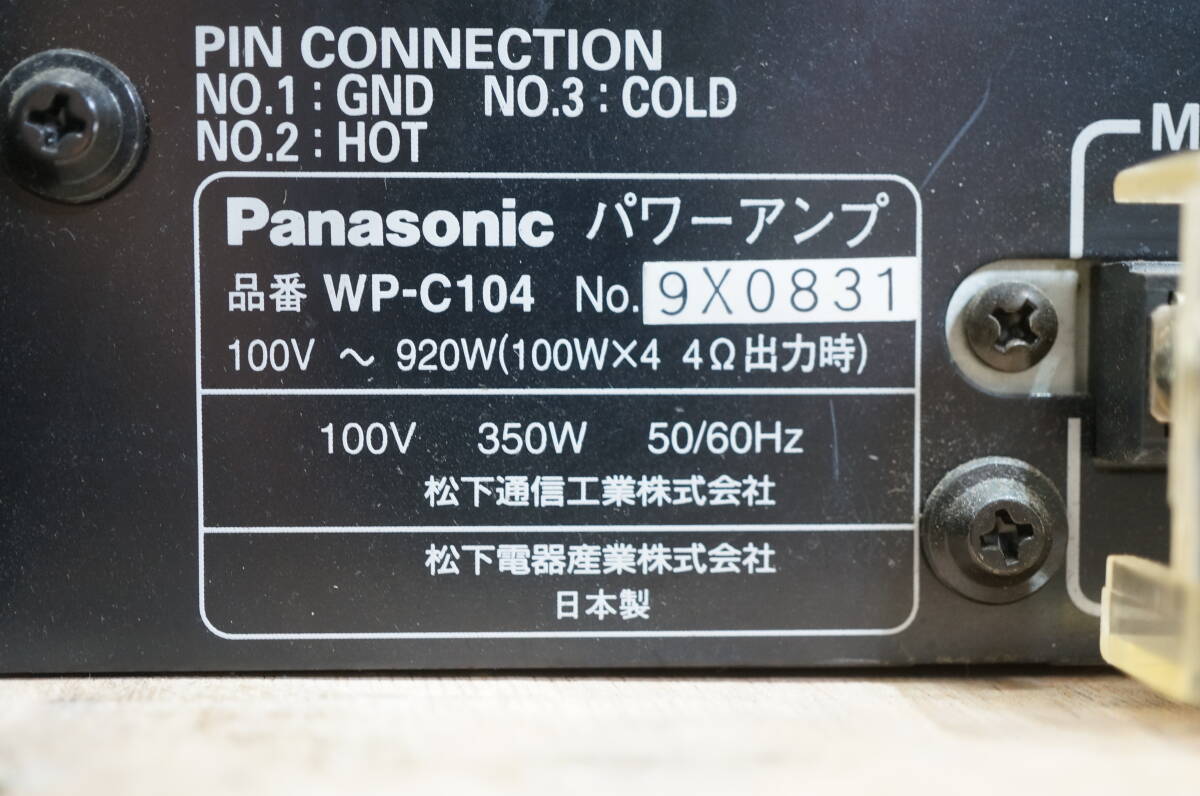 PIN CONNECTION
NO.1 : GND NO.3 : COLD
NO.2 : HOT
M
Panasonic パワーアンプ
品番 WP-C104 No. 9X0831
100V ～ 920W(100W×4 4Ω出力時)
100V 350W 50/60Hz
松下通信工業株式会社
松下電器産業株式会社
日本製